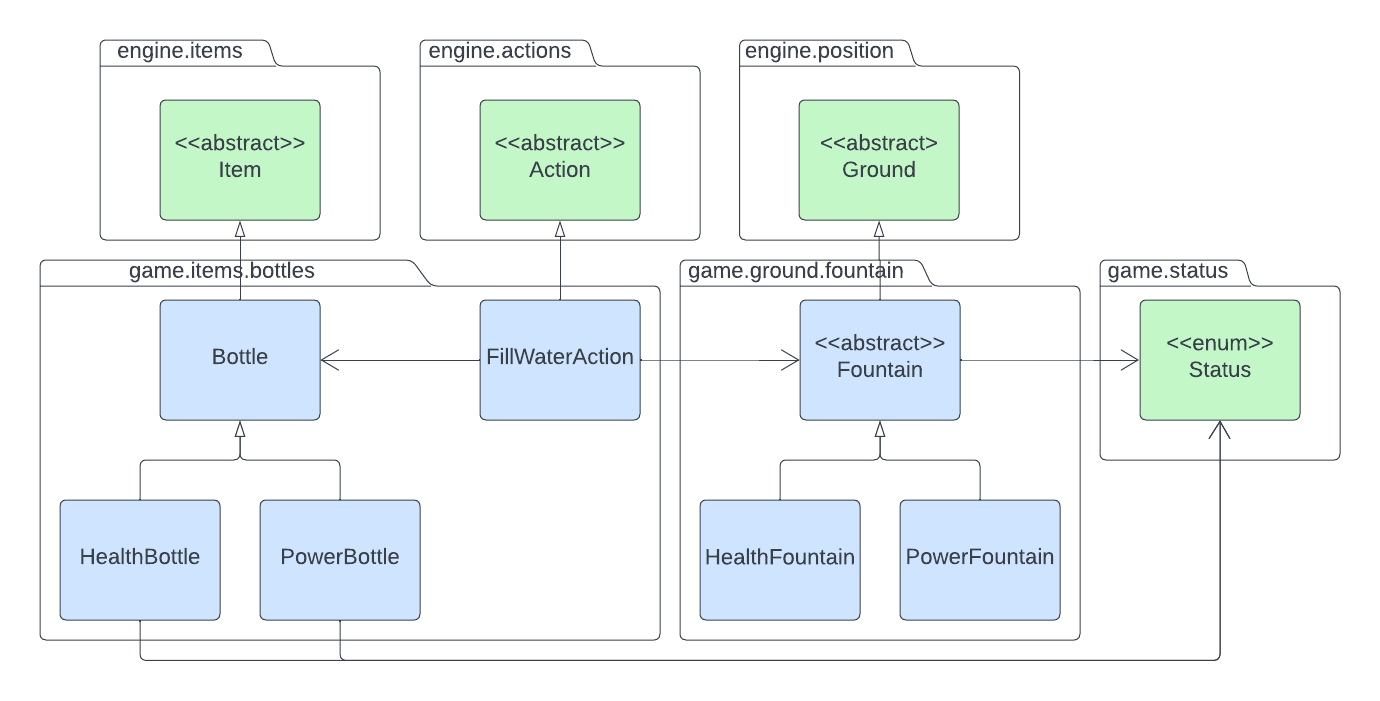 engine.items
engine.actions
engine.position
<<abstract>>
Item
<<abstract>>
Action
<<abstract>
Ground
game.items.bottles
game.ground.fountain
game.status
Bottle
FillWaterAction
<<abstract>>
Fountain
<<enum>>
Status
HealthBottle
PowerBottle
HealthFountain
PowerFountain